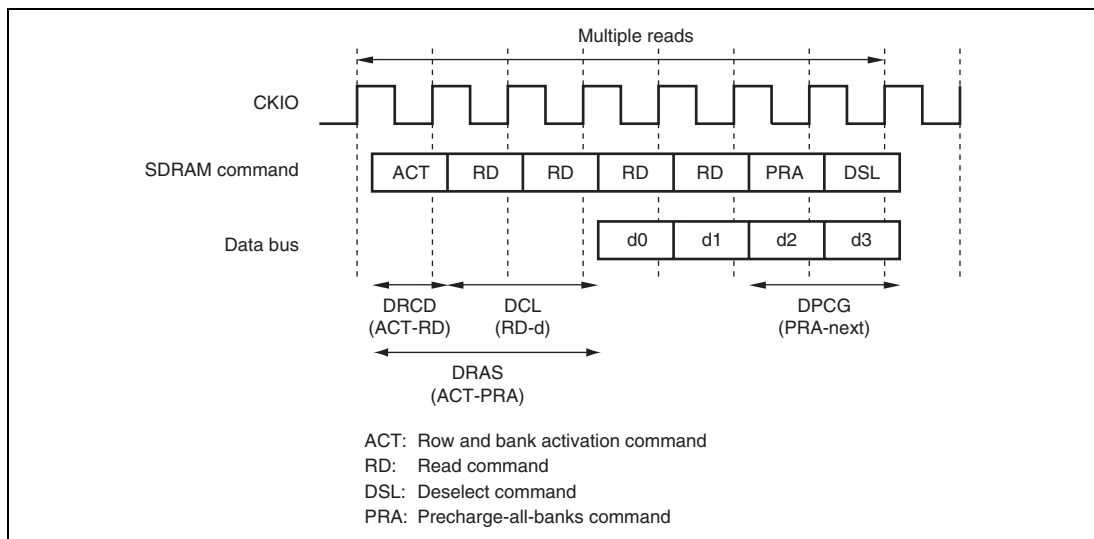 Multiple reads
CKIO
SDRAM command ACT RD RD RD RD PRA DSL
Data bus d0 d1 d2 d3
DRCD DCL DPCG
(ACT-RD) (RD-d) (PRA-next)
DRAS
(ACT-PRA)
ACT: Row and bank activation command
RD: Read command
DSL: Deselect command
PRA: Precharge-all-banks command